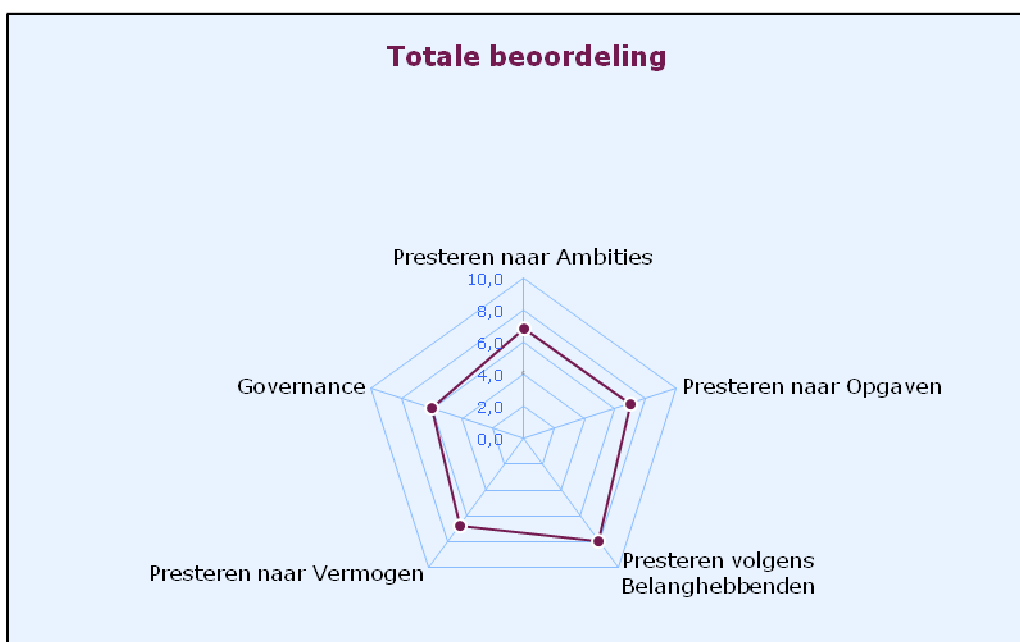 Totale beoordeling
Presteren naar Ambities
10,0
8,0
6,0
4,0
2,0
0,0
Governance
Presteren naar Opgaven
Presteren volgens
Belanghebbenden
Presteren naar Vermogen